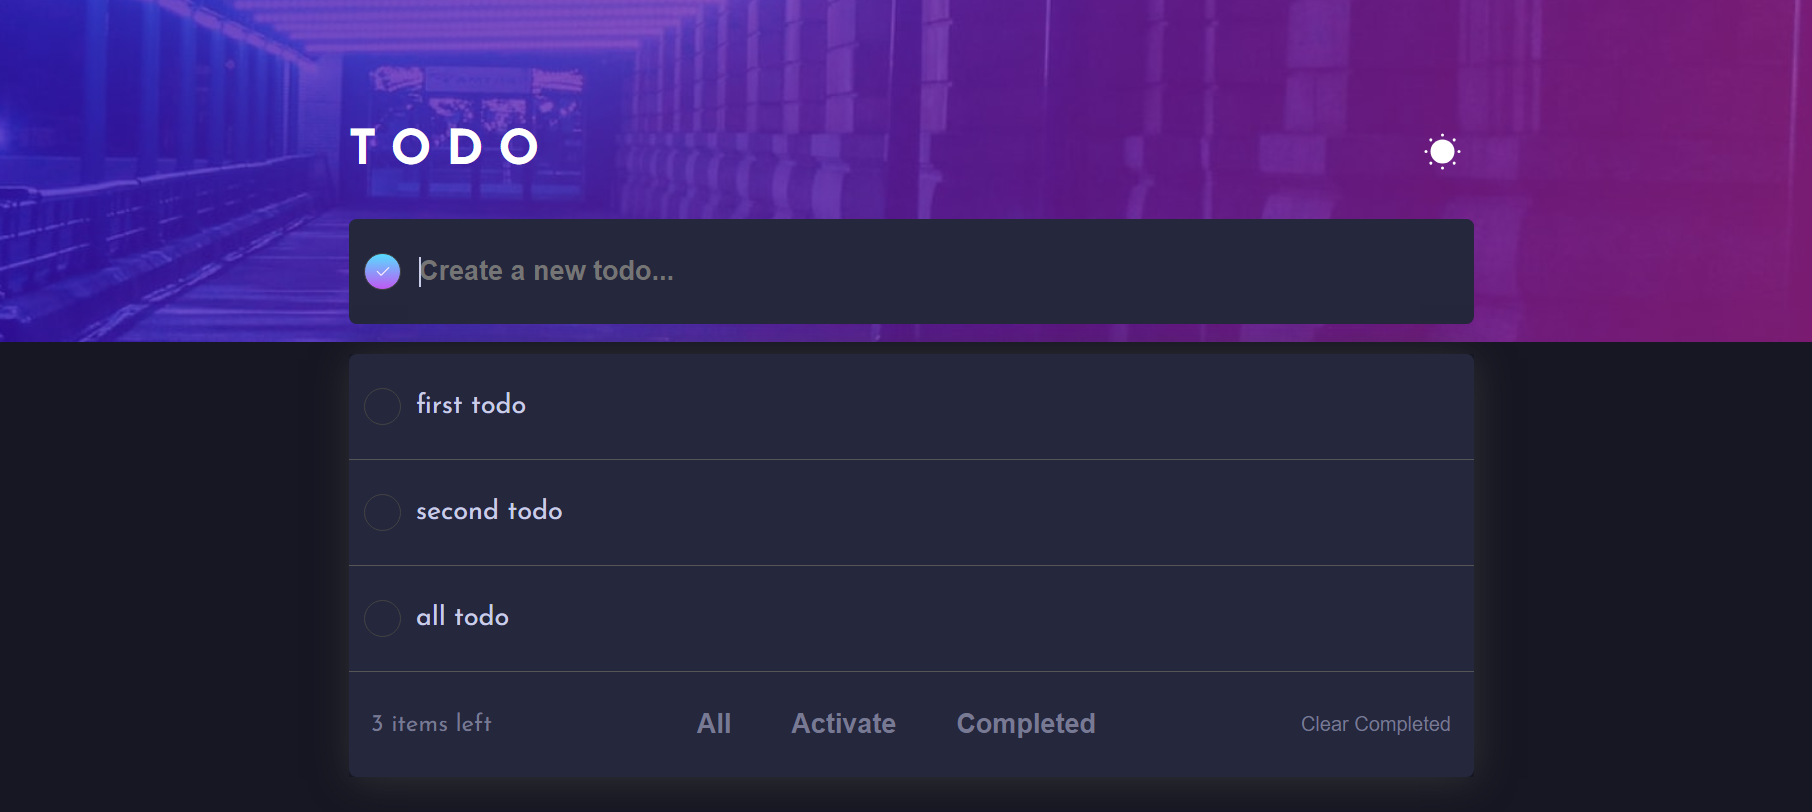 TODO
Create a new todo...
first todo
second todo
all todo
3 items left All Activate Completed Clear Completed